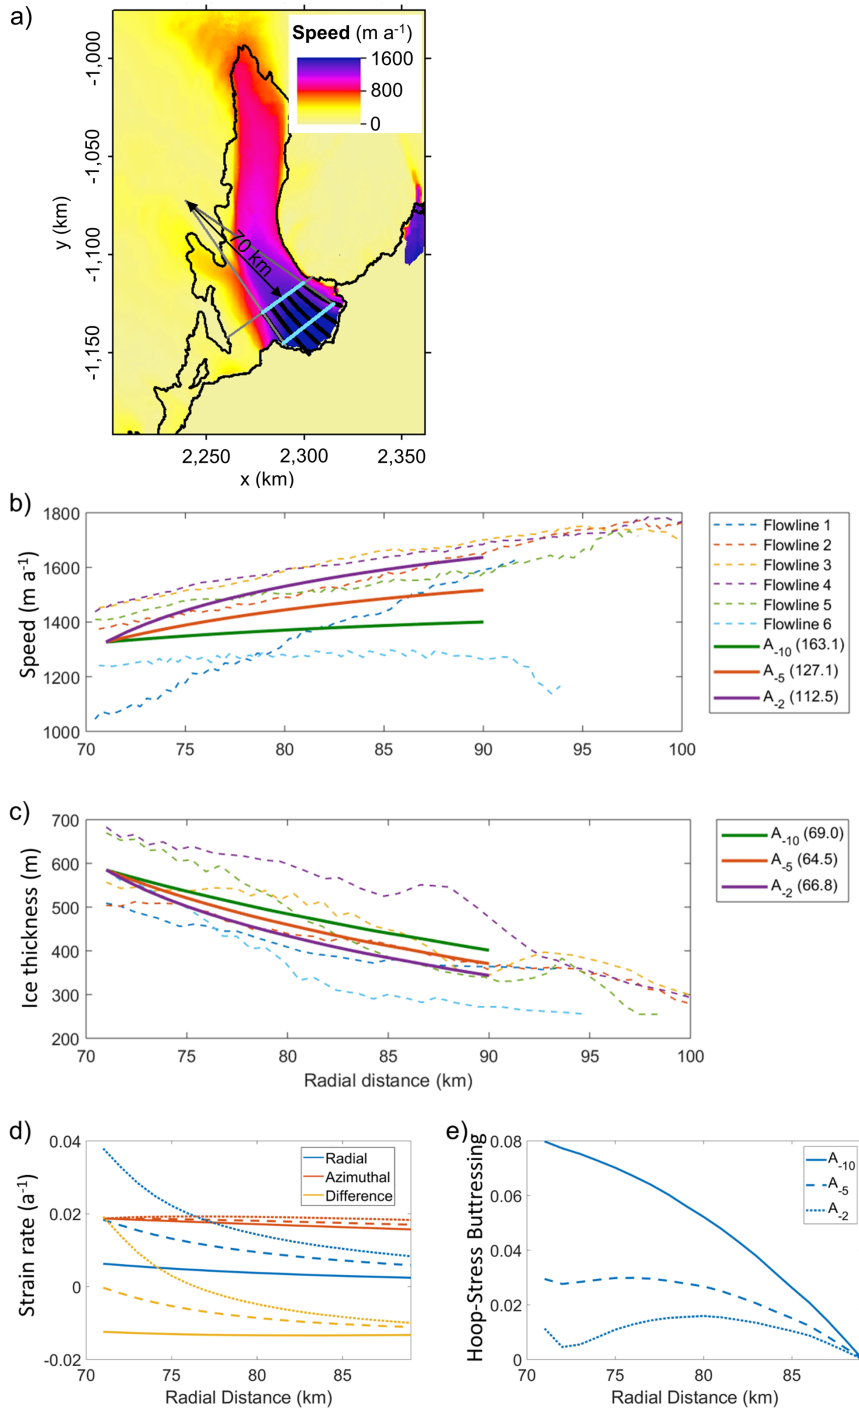 a)
Speed (m a-1)
1600
800
0
-1,000
-1,050
-1,100
-1,150
y (km)
70 km
2,250
2,300
2,350
x (km)
b)
1800
1600
1400
1200
1000
Speed (m a-1)
70
75
80
85
90
95
100
Flowline 1
Flowline 2
Flowline 3
Flowline 4
Flowline 5
Flowline 6
A-10 (163.1)
A-5 (127.1)
A-2 (112.5)
c)
700
600
500
400
300
200
Ice thickness (m)
70
75
80
85
90
95
100
Radial distance (km)
A-10 (69.0)
A-5 (64.5)
A-2 (66.8)
d)
0.04
0.02
0
-0.02
Strain rate (a-1)
70
75
80
85
Radial Distance (km)
Radial
Azimuthal
Difference
e)
0.08
0.06
0.04
0.02
0
Hoop-Stress Buttressing
70
75
80
85
Radial Distance (km)
A-10
A-5
A-2